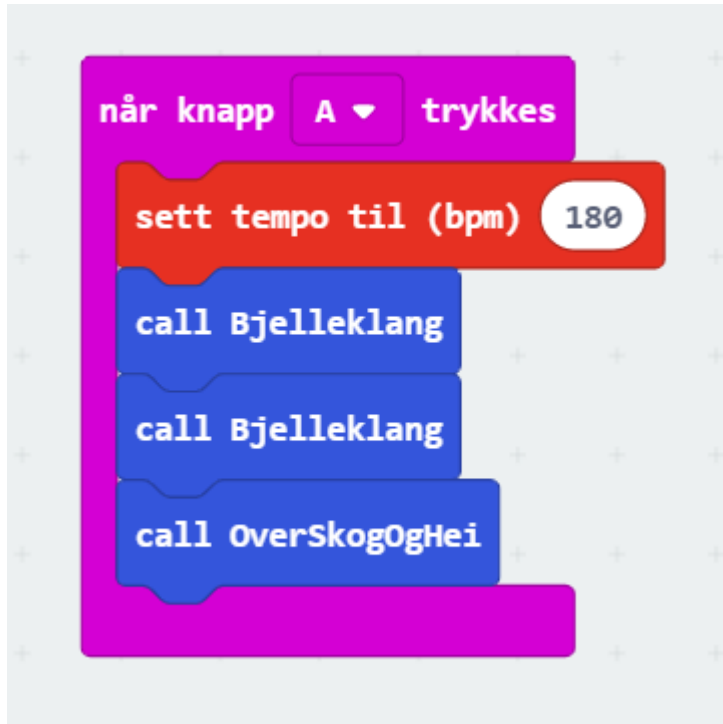 når knapp A trykkes
sett tempo til (bpm) 180
call Bjelleklang
call Bjelleklang
call OverSkogOgHei